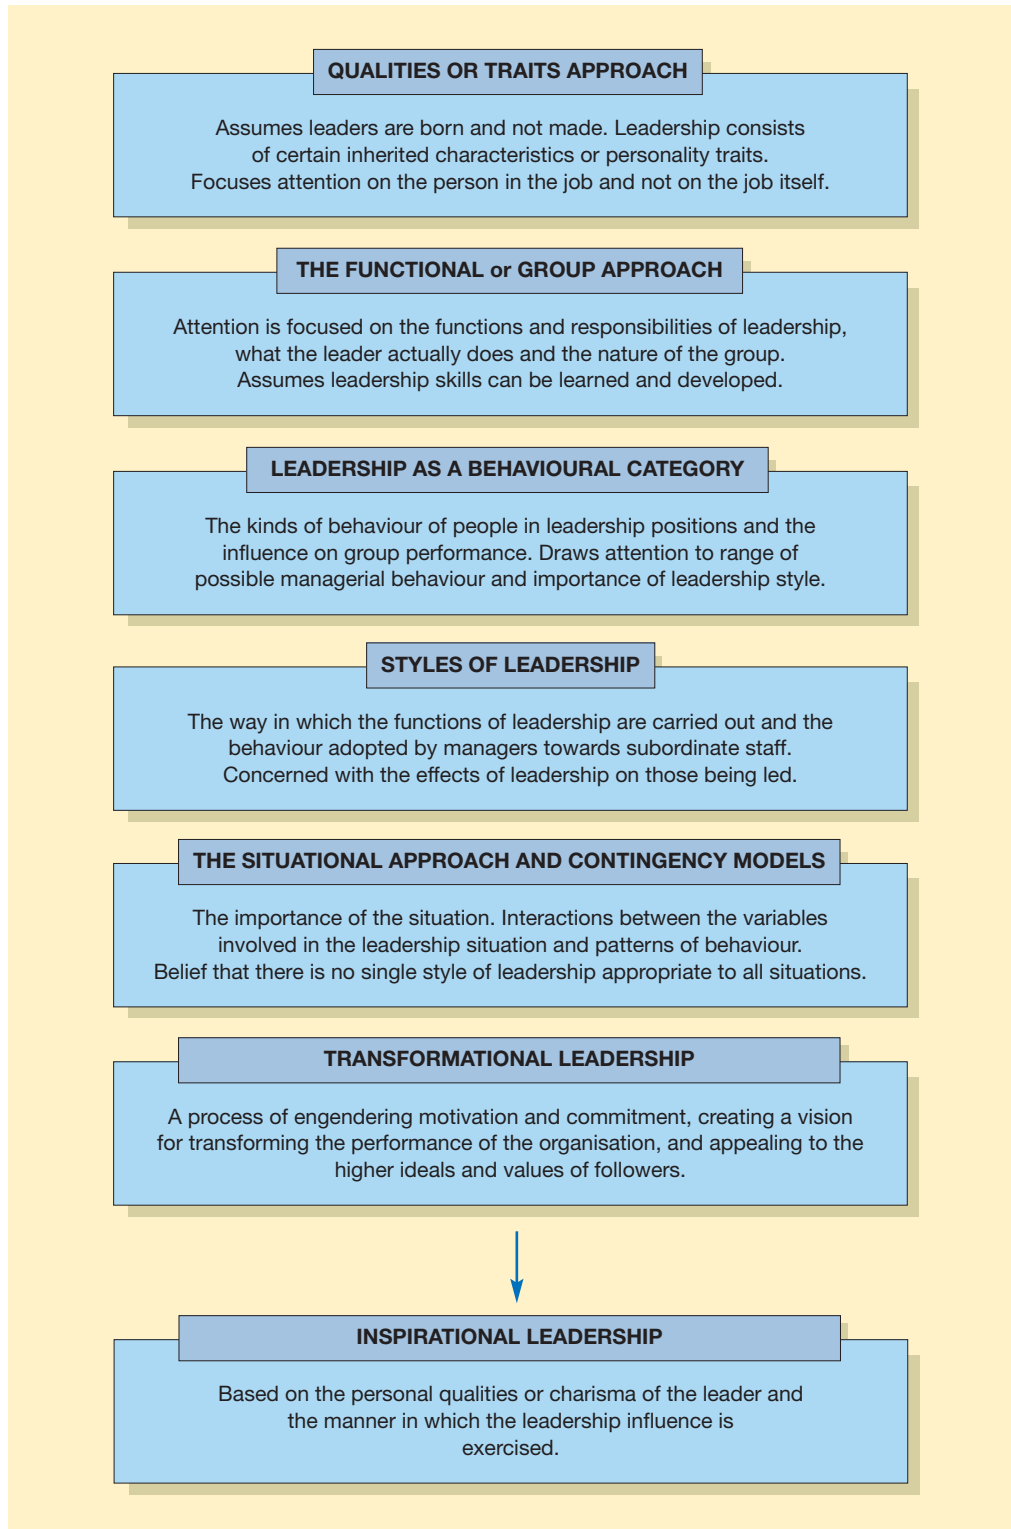 QUALITIES OR TRAITS APPROACH
Assumes leaders are born and not made. Leadership consists
of certain inherited characteristics or personality traits.
Focuses attention on the person in the job and not on the job itself.
THE FUNCTIONAL or GROUP APPROACH
Attention is focused on the functions and responsibilities of leadership,
what the leader actually does and the nature of the group.
Assumes leadership skills can be learned and developed.
LEADERSHIP AS A BEHAVIOURAL CATEGORY
The kinds of behaviour of people in leadership positions and the
influence on group performance. Draws attention to range of
possible managerial behaviour and importance of leadership style.
STYLES OF LEADERSHIP
The way in which the functions of leadership are carried out and the
behaviour adopted by managers towards subordinate staff.
Concerned with the effects of leadership on those being led.
THE SITUATIONAL APPROACH AND CONTINGENCY MODELS
The importance of the situation. Interactions between the variables
involved in the leadership situation and patterns of behaviour.
Belief that there is no single style of leadership appropriate to all situations.
TRANSFORMATIONAL LEADERSHIP
A process of engendering motivation and commitment, creating a vision
for transforming the performance of the organisation, and appealing to the
higher ideals and values of followers.
INSPIRATIONAL LEADERSHIP
Based on the personal qualities or charisma of the leader and
the manner in which the leadership influence is
exercised.